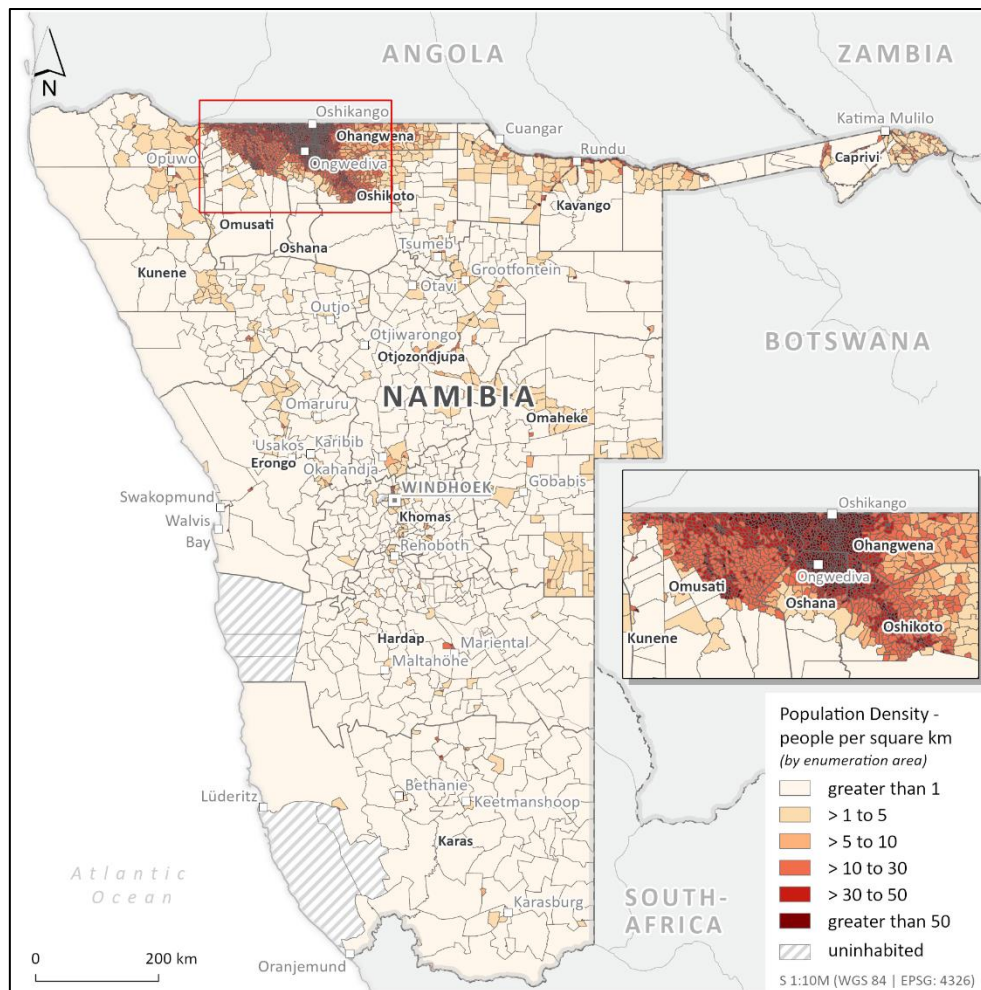 ANGOLA
ZAMBIA
N
Oshikango
Katima Mulilo
Cuangar
Ohangwena
Opuwo
Ongwediva
Rundu
Caprivi
Oshikoto
Kavango
Omusati
Oshana
Tsumeb
Kunene
Grootfontein
Otavi
Outjo
BOTSWANA
Otjiwarongo
Otjozondjupa
NAMIBIA
Omaruru
Omaheke
Usakos
Karibib
Erongo
Okahandja
Gobabis
WINDHOEK
Swakopmund
Walvis
Bay
Khomas
Rehoboth
Oshikango
Ohangwena
Ongwediva
Omusati
Oshana
Oshikoto
Kunene
Hardap
Mariental
Maltahöhe
Population Density -
people per square km
(by enumeration area)
greater than 1
> 1 to 5
> 5 to 10
> 10 to 30
> 30 to 50
greater than 50
uninhabited
S 1:10M (WGS 84 | EPSG: 4326)
Lüderitz
Bethanie
Keetmanshoop
Karas
Atlantic
Ocean
Karasburg
SOUTH-
AFRICA
Oranjemund
0
200 km